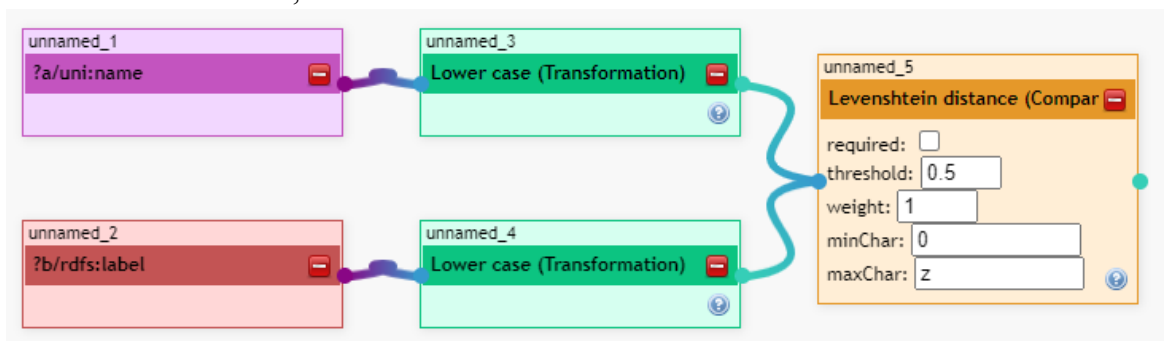 unnamed_1
?a/uni:name
unnamed_3
Lower case (Transformation)
unnamed_2
?b/rdfs:label
unnamed_4
Lower case (Transformation)
unnamed_5
Levenshtein distance (Compar
required:
threshold: 0.5
weight: 1
minChar: 0
maxChar: z